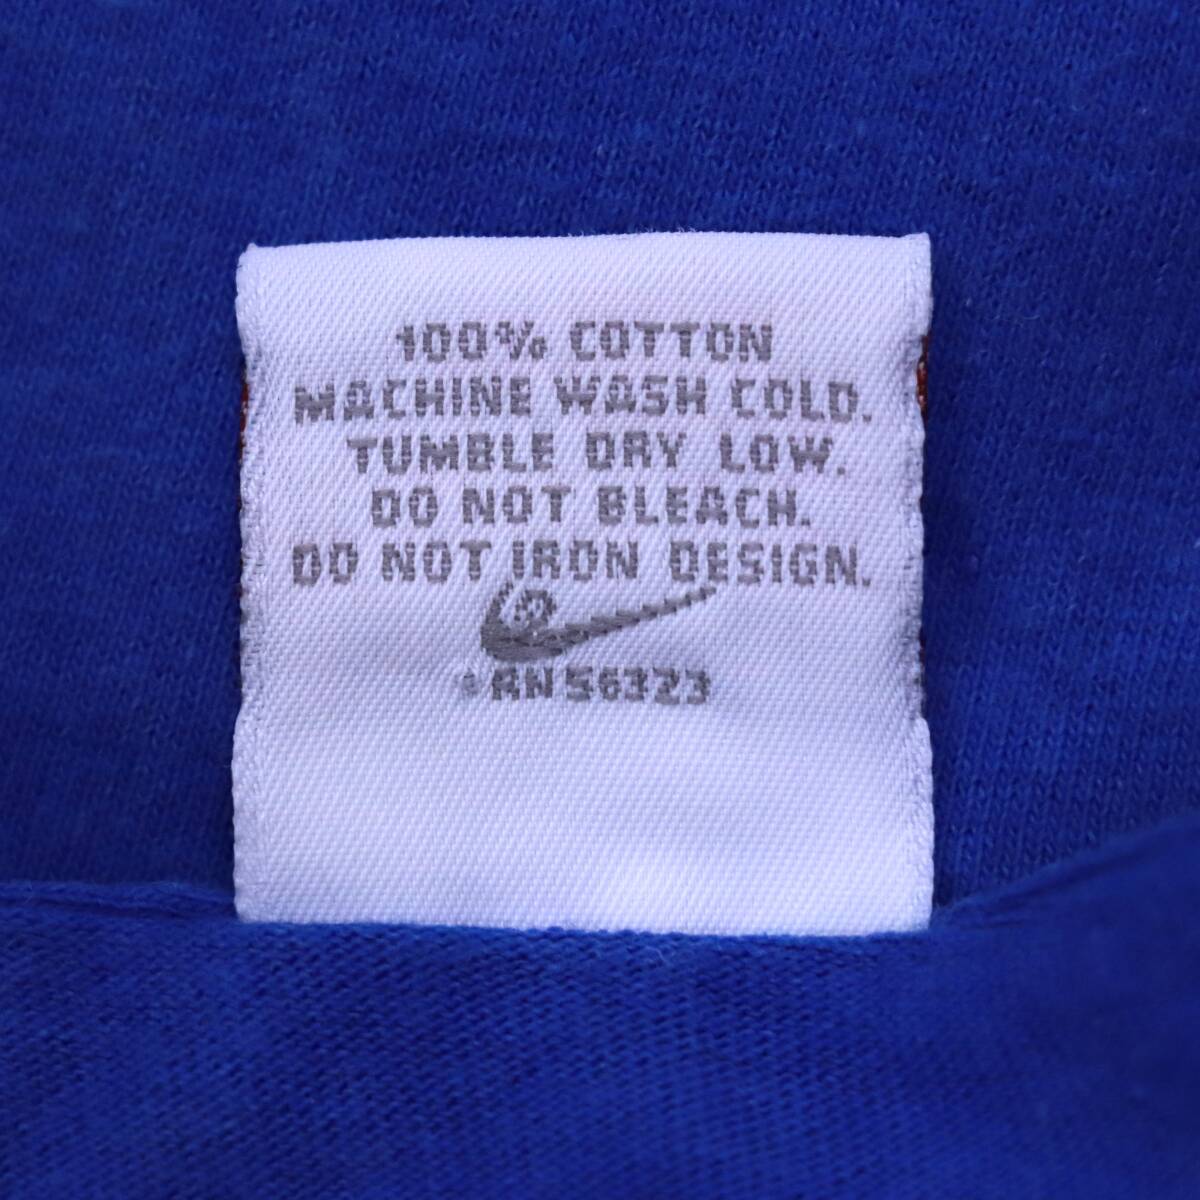 100% COTTON
MACHINE WASH COLD.
TUMBLE DRY LOW.
DO NOT BLEACH.
DO NOT IRON DESIGN.
RN 56323